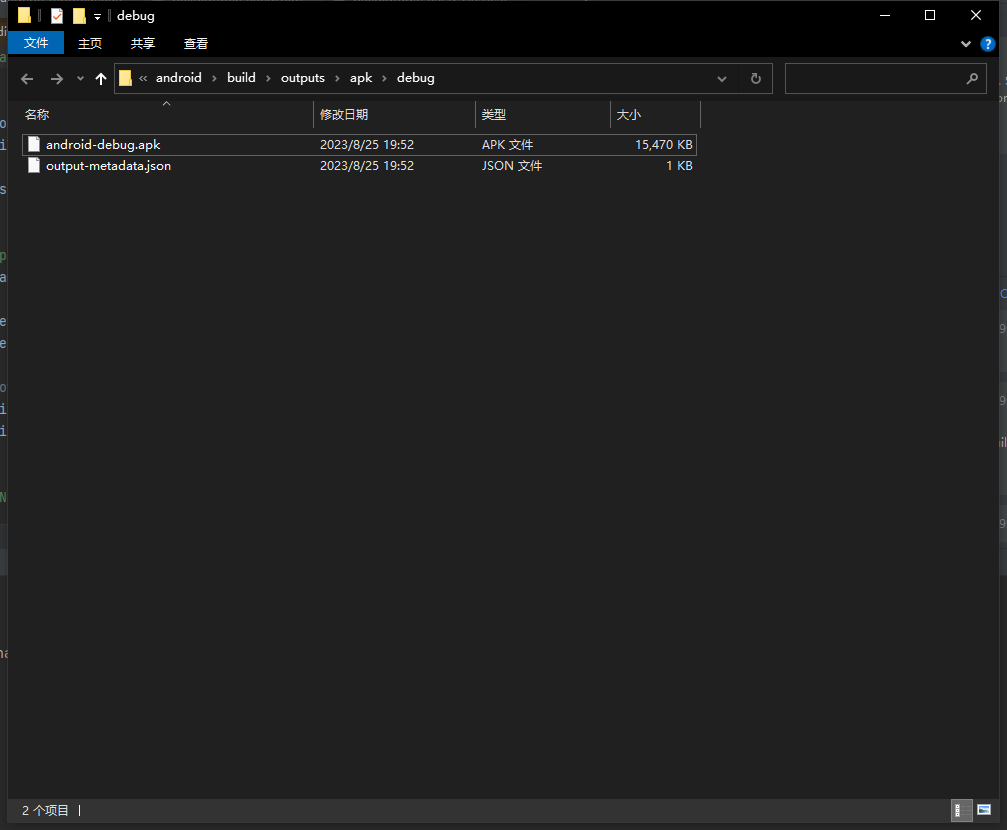 debug
文件 主页 共享 查看
« android › build › outputs › apk › debug
名称 修改日期 类型 大小
android-debug.apk 2023/8/25 19:52 APK 文件 15,470 KB
output-metadata.json 2023/8/25 19:52 JSON 文件 1 KB
2 个项目